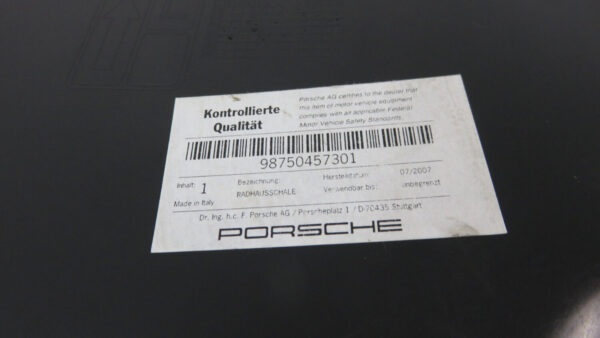 Kontrollierte
Qualität
Porsche AG certifies to the dealer that
this item of motor vehicle equipment
complies with all applicable Federal
Motor Vehicle Safety Standards.
98750457301
Inhalt: 1
Made in Italy
Bezeichnung:
RADHAUSSCHALE
Herstelldatum: 07/2007
Verwendbar bis: unbegrenzt
Dr. Ing. h.c. F. Porsche AG / Porscheplatz 1 / D-70435 Stuttgart
PORSCHE